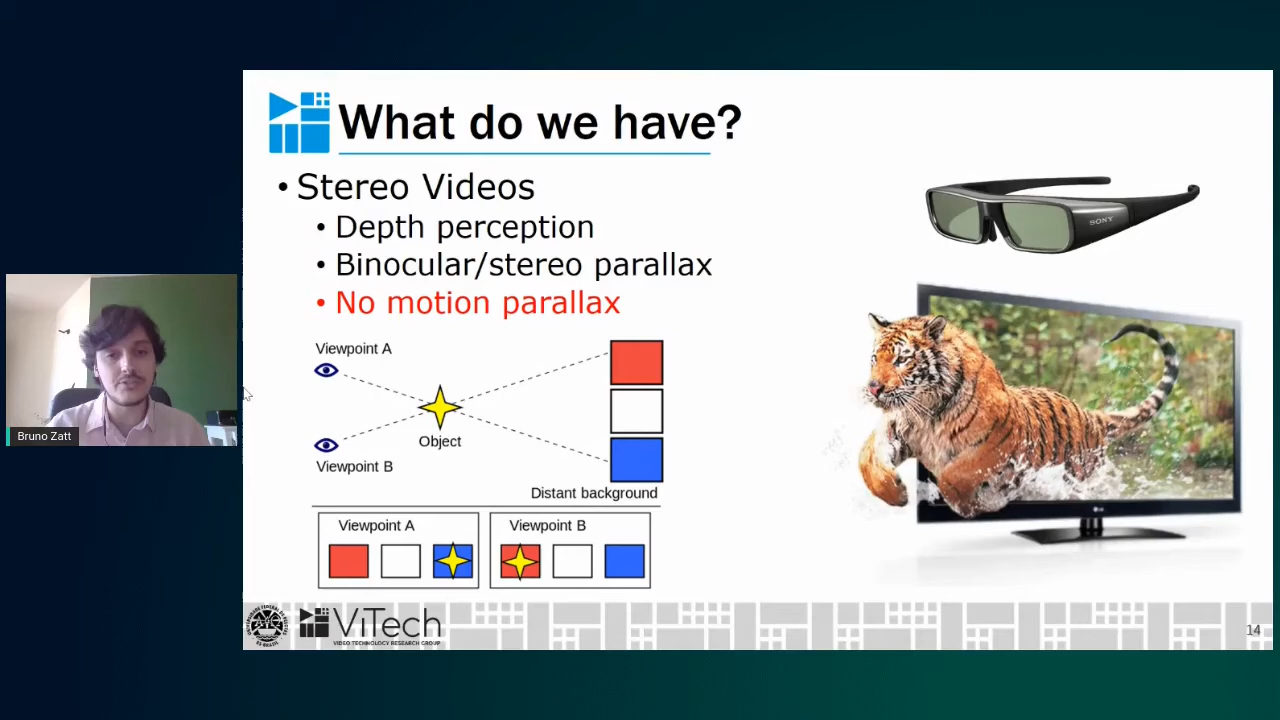 What do we have?
• Stereo Videos
• Depth perception
• Binocular/stereo parallax
• No motion parallax
Viewpoint A
Object
Viewpoint B
Distant background
Viewpoint A
Viewpoint B
SONY
LG
Bruno Zatt
ViTech
VIDEO TECHNOLOGY RESEARCH GROUP
14